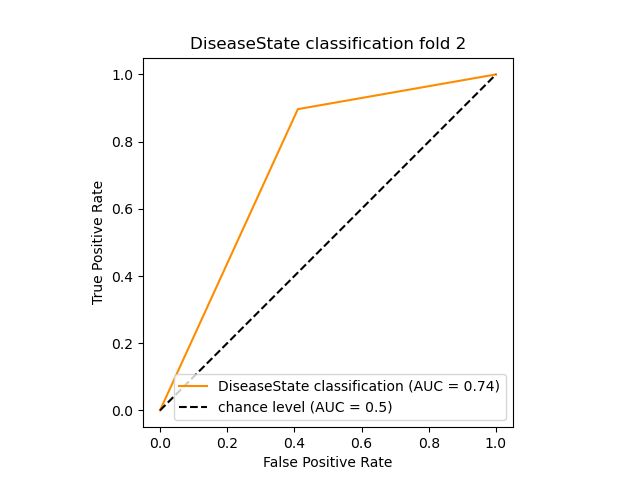 DiseaseState classification fold 2
True Positive Rate
1.0
0.8
0.6
0.4
0.2
0.0
DiseaseState classification (AUC = 0.74)
chance level (AUC = 0.5)
0.0 0.2 0.4 0.6 0.8 1.0
False Positive Rate